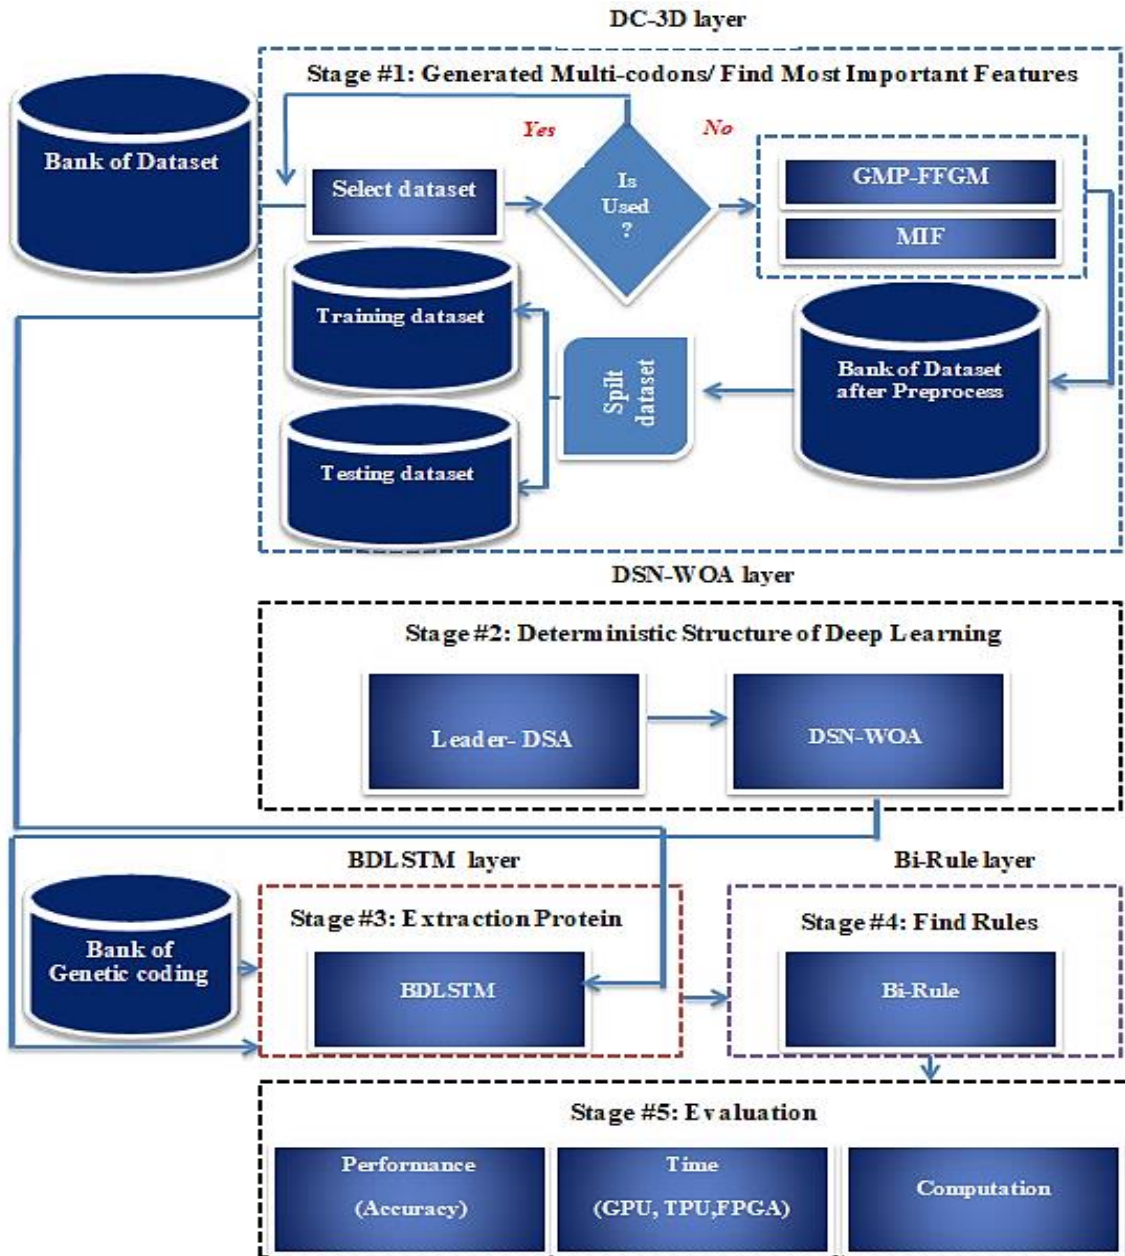 DC-3D layer
Stage #1: Generated Multi-codons/ Find Most Important Features
Bank of Dataset
Select dataset
Yes
Is
Used
?
No
GMP-FFGM
MIF
Training dataset
Testing dataset
Spilt
dataset
Bank of Dataset
after Preprocess
DSN-WOA layer
Stage #2: Deterministic Structure of Deep Learning
Leader- DSA
DSN-WOA
BDLSTM layer
Bank of
Genetic coding
Stage #3: Extraction Protein
BDLSTM
Bi-Rule layer
Stage #4: Find Rules
Bi-Rule
Stage #5: Evaluation
Performance
(Accuracy)
Time
(GPU, TPU,FPGA)
Computation